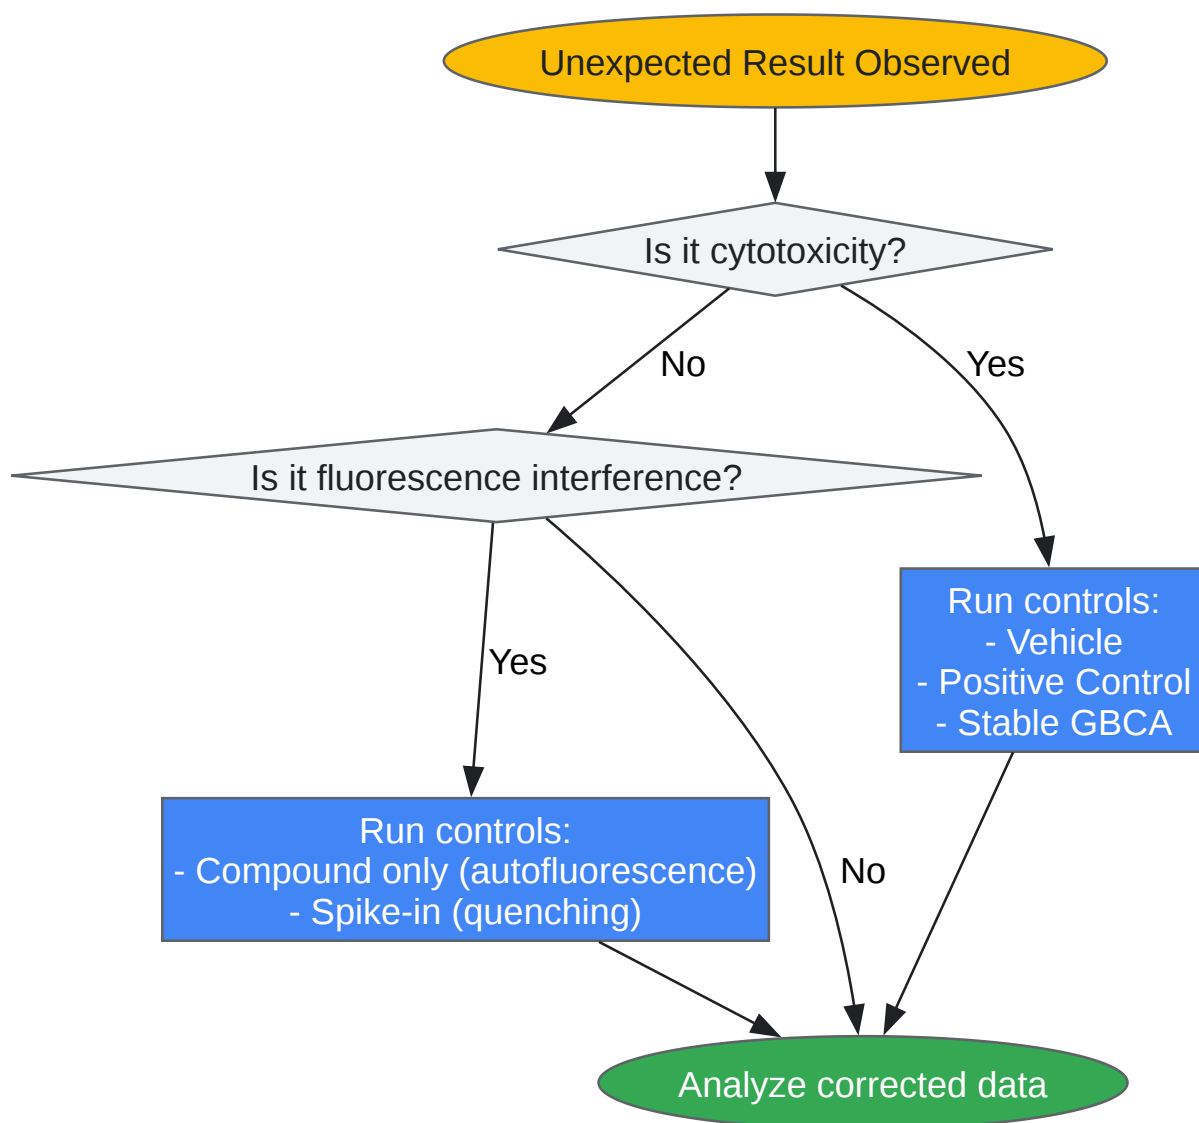 Unexpected Result Observed
Is it cytotoxicity?
No
Yes
Is it fluorescence interference?
Run controls:
- Vehicle
- Positive Control
- Stable GBCA
Yes
Run controls:
- Compound only (autofluorescence)
- Spike-in (quenching)
No
Analyze corrected data